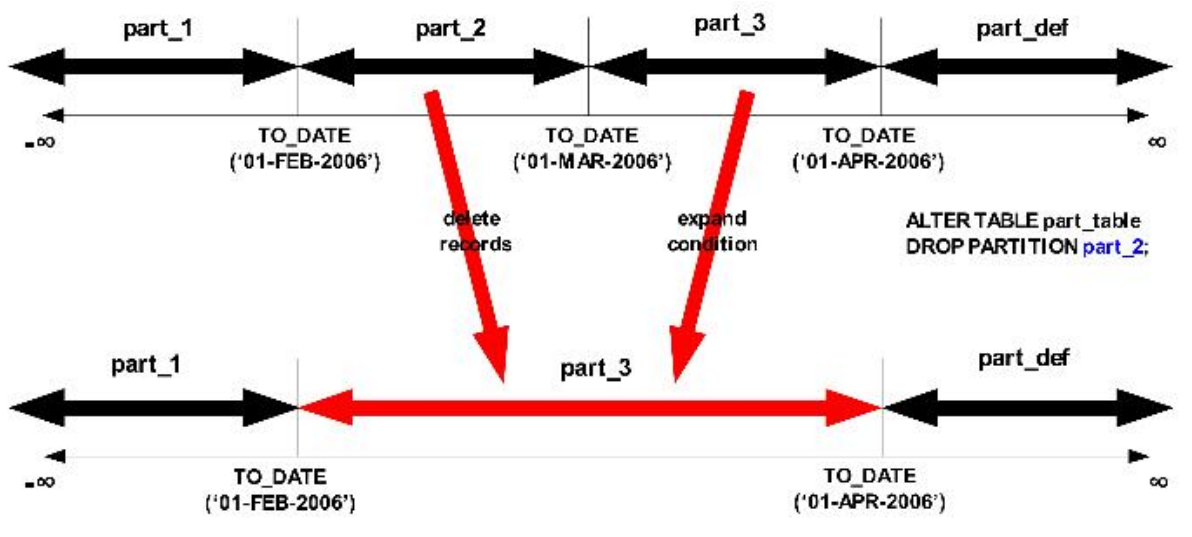 part_1 part_2 part_3 part_def
-∞ TO_DATE TO_DATE TO_DATE ∞
(‘01-FEB-2006’) (‘01-MAR-2006’) (‘01-APR-2006’)
delete expand ALTER TABLE part_table
records condition DROP PARTITION part_2;
part_1 part_3 part_def
-∞ TO_DATE TO_DATE ∞
(‘01-FEB-2006’) (‘01-APR-2006’)